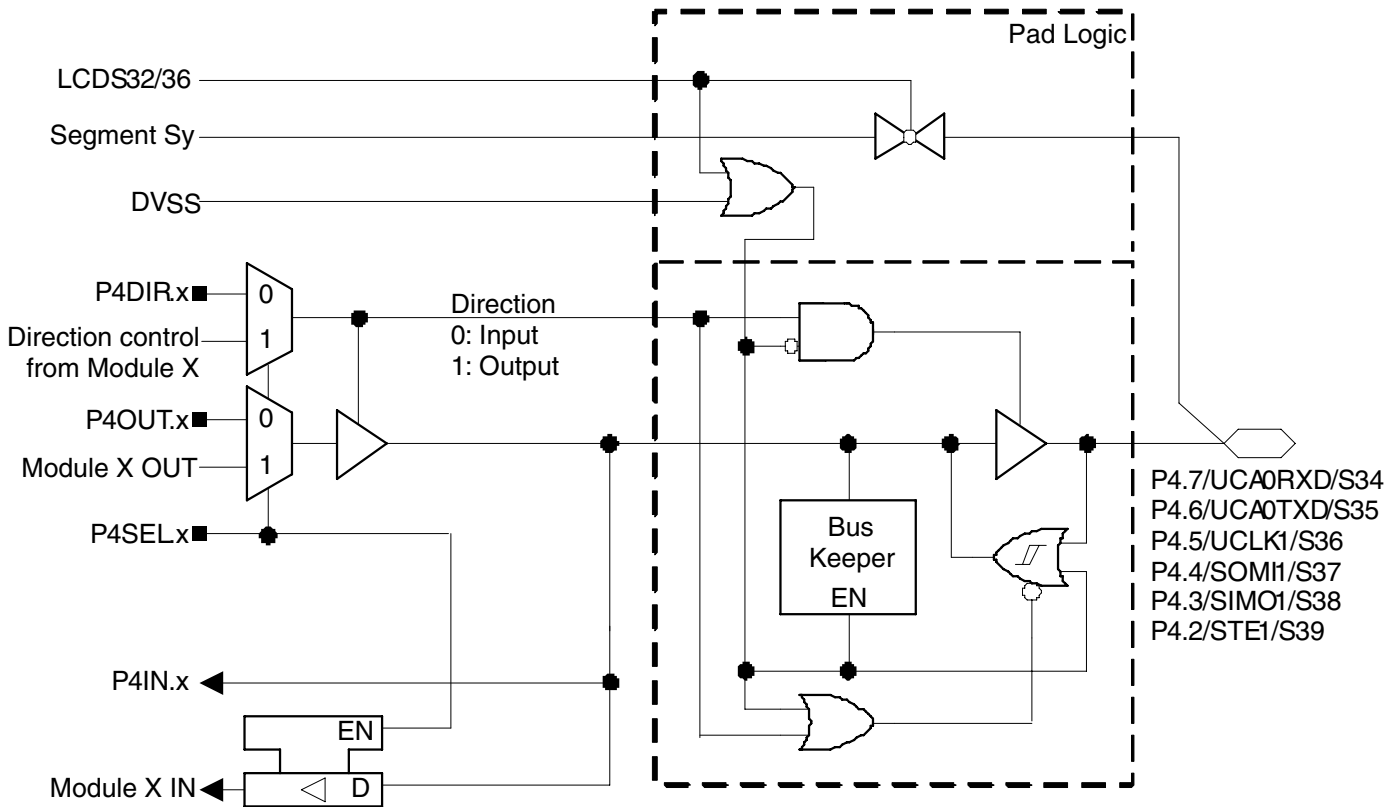 Pad Logic
LCDS32/36
Segment Sy
DVSS
P4DIR.x
0
1
Direction control
from Module X
Direction
0: Input
1: Output
P4OUT.x
0
1
Module X OUT
P4SEL.x
Bus
Keeper
EN
P4.7/UCA0RXD/S34
P4.6/UCA0TXD/S35
P4.5/UCLK1/S36
P4.4/SOMI1/S37
P4.3/SIMO1/S38
P4.2/STE1/S39
P4IN.x
EN
D
Module X IN